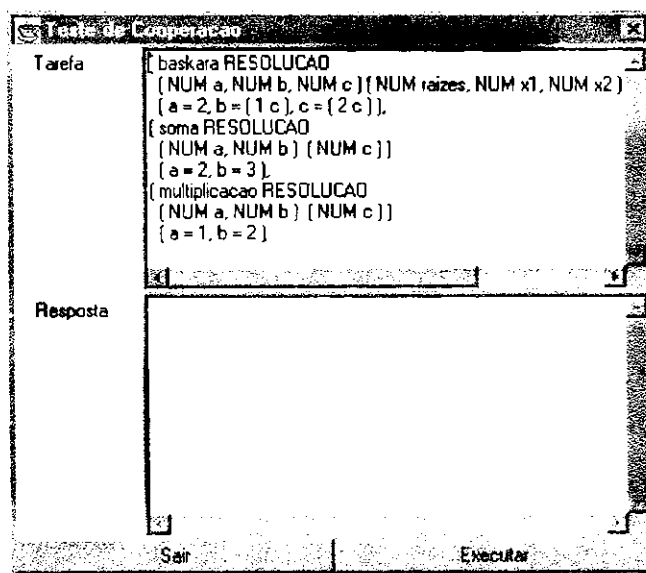 Teste de Cooperacao
Tarefa
[ baskara RESOLUCAO
[ NUM a, NUM b, NUM c ] [ NUM raizes, NUM x1, NUM x2 ]
[ a = 2, b = [ 1 c ], c = [ 2 c ] ],
[ soma RESOLUCAO
[ NUM a, NUM b ] [ NUM c ] ]
[ a = 2, b = 3 ],
[ multiplicacao RESOLUCAO
[ NUM a, NUM b ] [ NUM c ] ]
[ a = 1, b = 2 ]
Resposta
Sair Executar